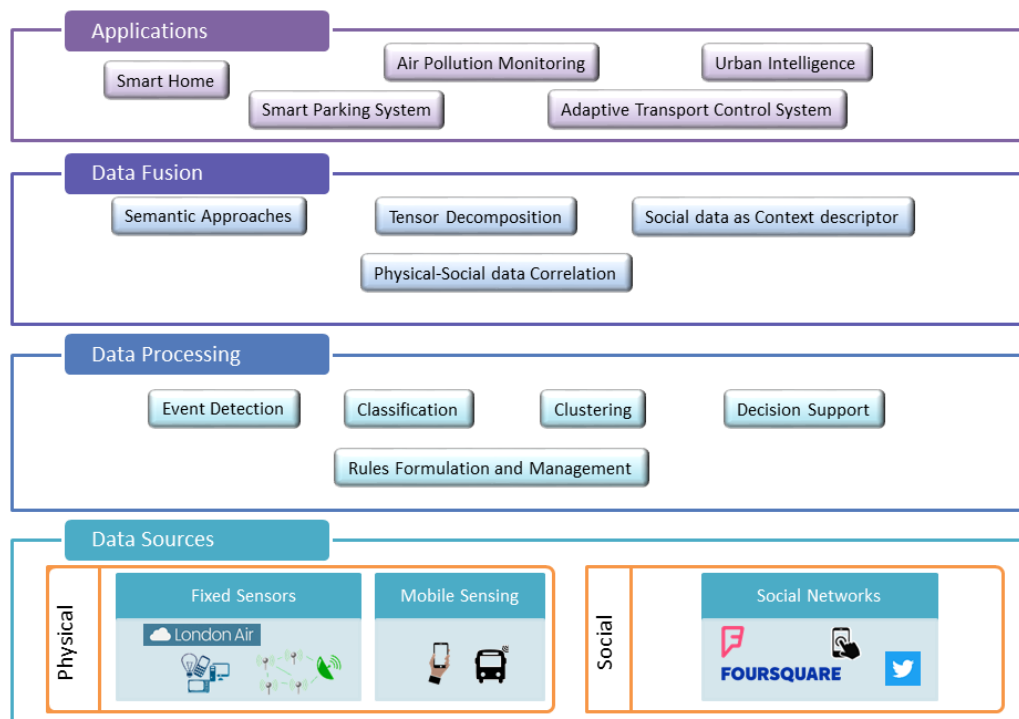 Applications
Smart Home
Air Pollution Monitoring
Urban Intelligence
Smart Parking System
Adaptive Transport Control System
Data Fusion
Semantic Approaches
Tensor Decomposition
Social data as Context descriptor
Physical-Social data Correlation
Data Processing
Event Detection
Classification
Clustering
Decision Support
Rules Formulation and Management
Data Sources
Physical
Fixed Sensors
London Air
Mobile Sensing
Social
Social Networks
FOURSQUARE